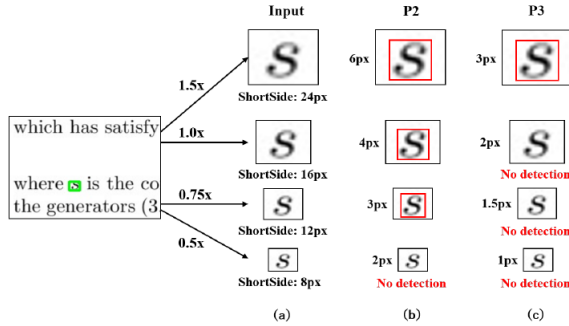 Input P2 P3
1.5x S 6px S 3px S
ShortSide: 24px
which has satisfy
1.0x S 4px S 2px S
ShortSide: 16px No detection
where s is the co
the generators (3
0.75x S 3px S 1.5px S
ShortSide: 12px No detection
0.5x S 2px S 1px S
ShortSide: 8px No detection No detection
(a) (b) (c)